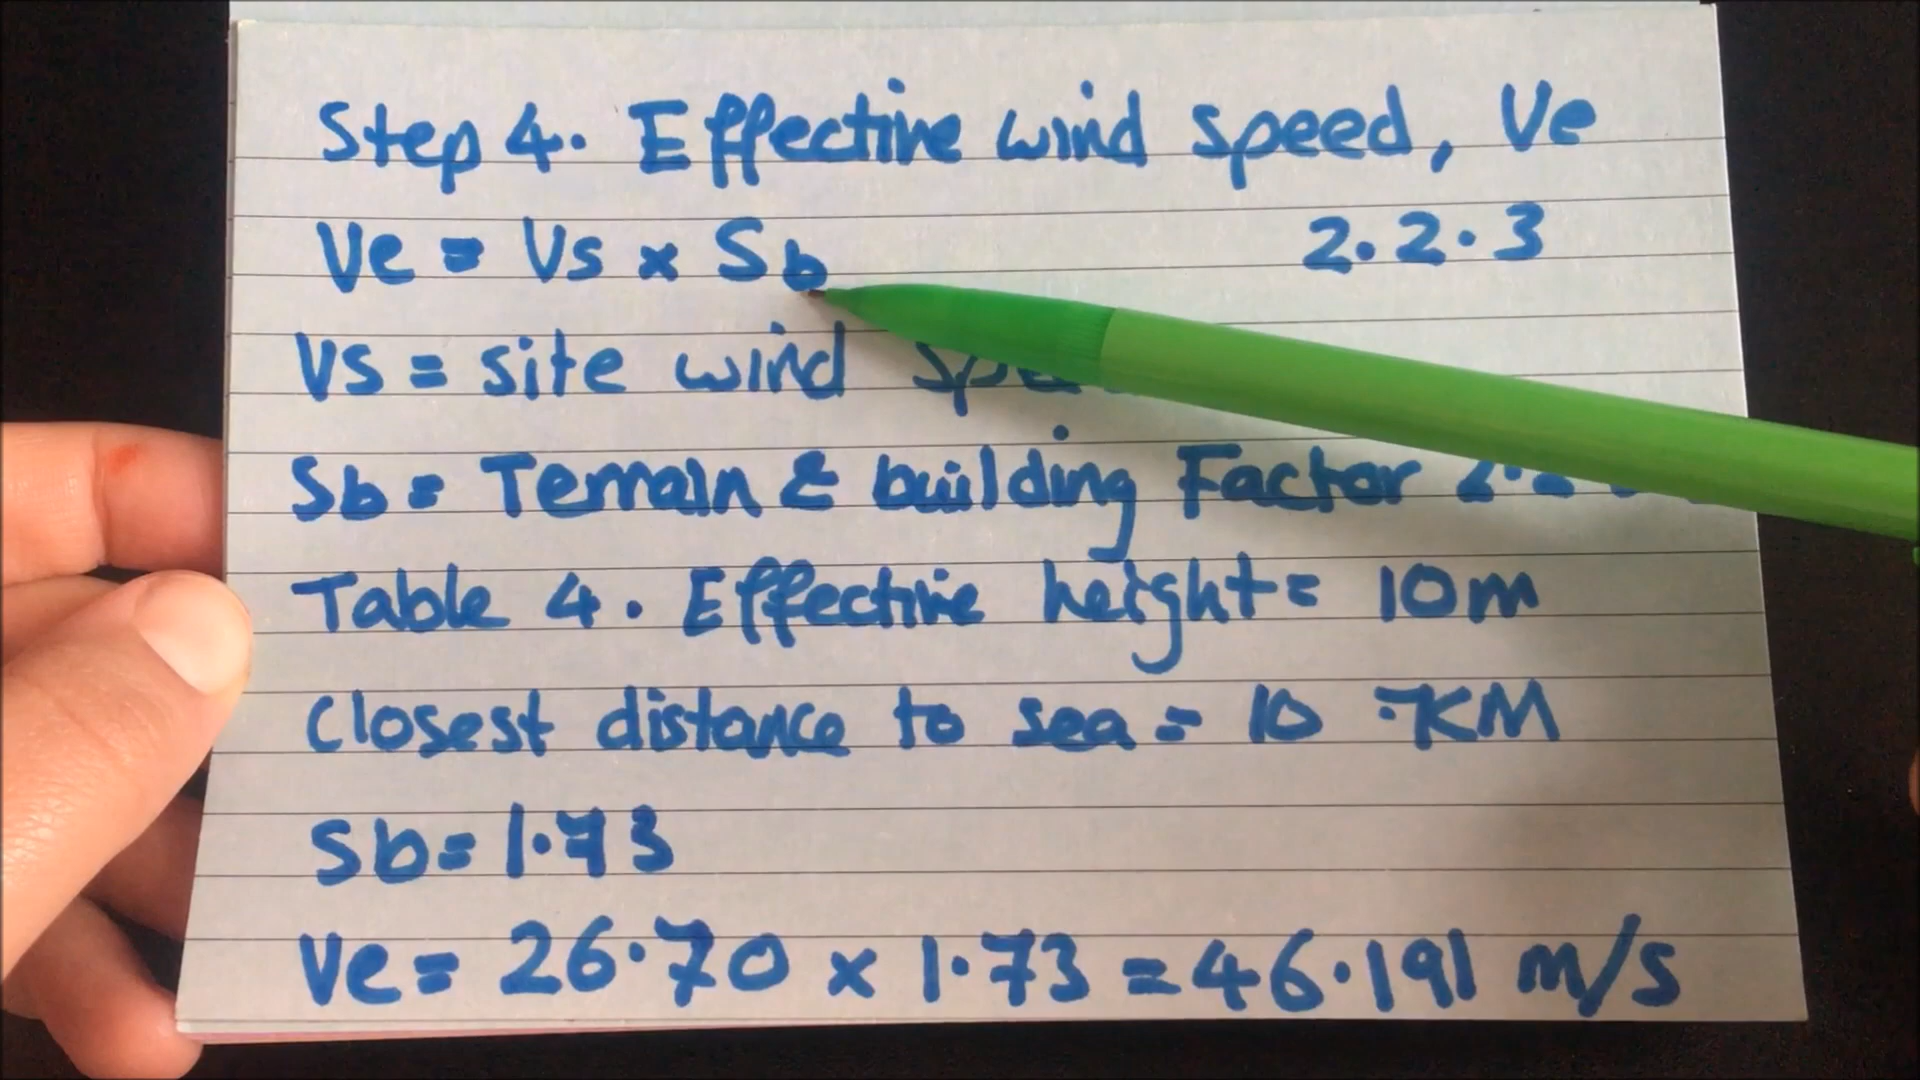 Step 4. Effective wind speed, Ve
Ve = Vs x Sb 2.2.3
Vs = site wind
Sb = Terrain & building Factor
Table 4. Effective height = 10m
Closest distance to sea = 10 KM
Sb = 1.73
Ve = 26.70 x 1.73 = 46.191 m/s